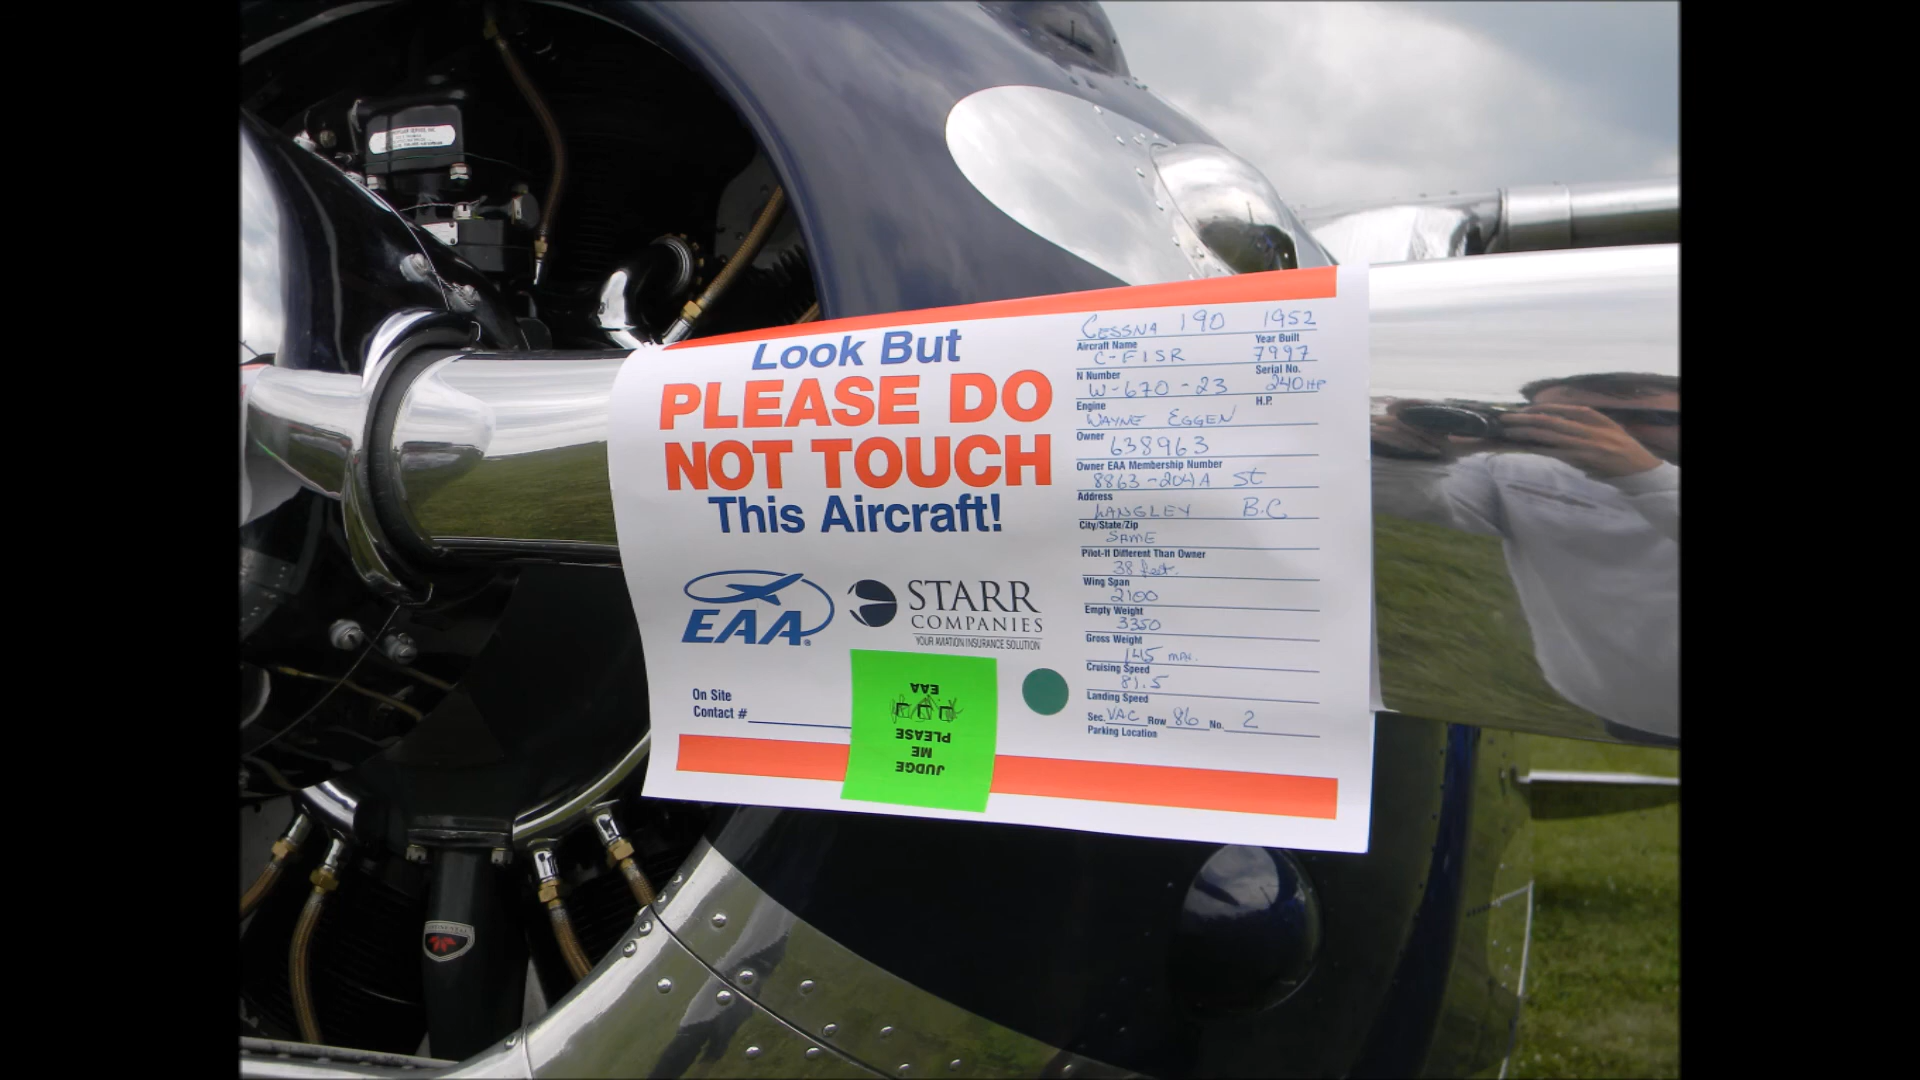 Look But
PLEASE DO
NOT TOUCH
This Aircraft!
EAA
STARR
COMPANIES
YOUR AVIATION INSURANCE SOLUTION
On Site
Contact #
JUDGE
ME
PLEASE
EAA
CESSNA 190 1952
Aircraft Name Year Built
C-FISR 7997
N Number Serial No.
W-670-23 240 HP
Engine H.P.
WAYNE EGGEN
Owner
638963
Owner EAA Membership Number
8863-204A St
Address
LANGLEY B.C
City/State/Zip
SAME
Pilot-If Different Than Owner
38 feet.
Wing Span
2100
Empty Weight
3350
Gross Weight
145 MPH.
Cruising Speed
81.5
Landing Speed
Sec. VAC Row 86 No. 2
Parking Location